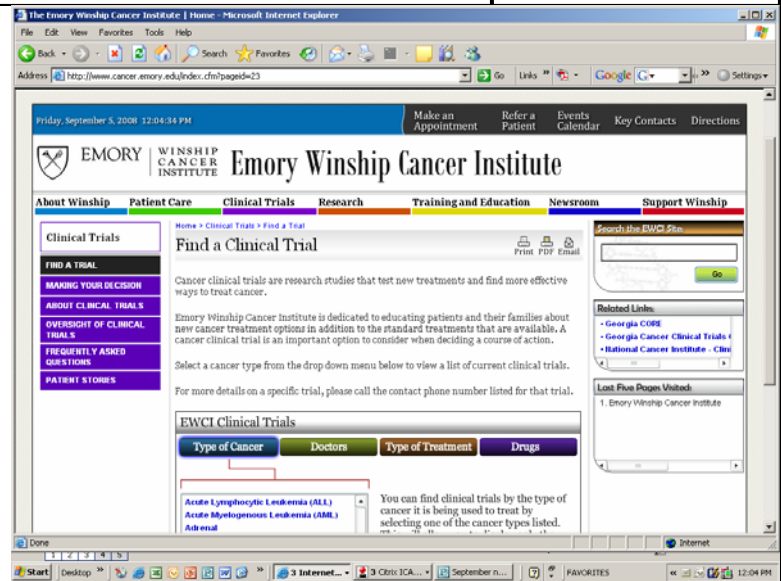 The Emory Winship Cancer Institute | Home - Microsoft Internet Explorer
File Edit View Favorites Tools Help
Back Search Favorites
Address http://www.cancer.emory.edu/index.cfm?pageid=23 Go Links » Google G » Settings
Friday, September 5, 2008 12:04:34 PM
Make an Appointment
Refer a Patient
Events Calendar
Key Contacts
Directions
EMORY
WINSHIP
CANCER
INSTITUTE
Emory Winship Cancer Institute
About Winship Patient Care Clinical Trials Research Training and Education Newsroom Support Winship
Clinical Trials
FIND A TRIAL
MAKING YOUR DECISION
ABOUT CLINICAL TRIALS
OVERSIGHT OF CLINICAL
TRIALS
FREQUENTLY ASKED
QUESTIONS
PATIENT STORIES
Home > Clinical Trials > Find a Trial
Find a Clinical Trial
Print PDF Email
Cancer clinical trials are research studies that test new treatments and find more effective
ways to treat cancer.
Emory Winship Cancer Institute is dedicated to educating patients and their families about
new cancer treatment options in addition to the standard treatments that are available. A
cancer clinical trial is an important option to consider when deciding a course of action.
Select a cancer type from the drop down menu below to view a list of current clinical trials.
For more details on a specific trial, please call the contact phone number listed for that trial.
EWCI Clinical Trials
Type of Cancer Doctors Type of Treatment Drugs
Acute Lymphocytic Leukemia (ALL)
Acute Myelogenous Leukemia (AML)
Adrenal
You can find clinical trials by the type of
cancer it is being used to treat by
selecting one of the cancer types listed.
Search the EWCI Site:
Go
Related Links:
• Georgia CORE
• Georgia Cancer Clinical Trials
• National Cancer Institute - Clini
Last Five Pages Visited:
1. Emory Winship Cancer Institute
Done Internet
1 2 3 4 5
Start Desktop » » 3 Internet... 3 Citrix ICA... September n... FAVORITES « 12:04 PM